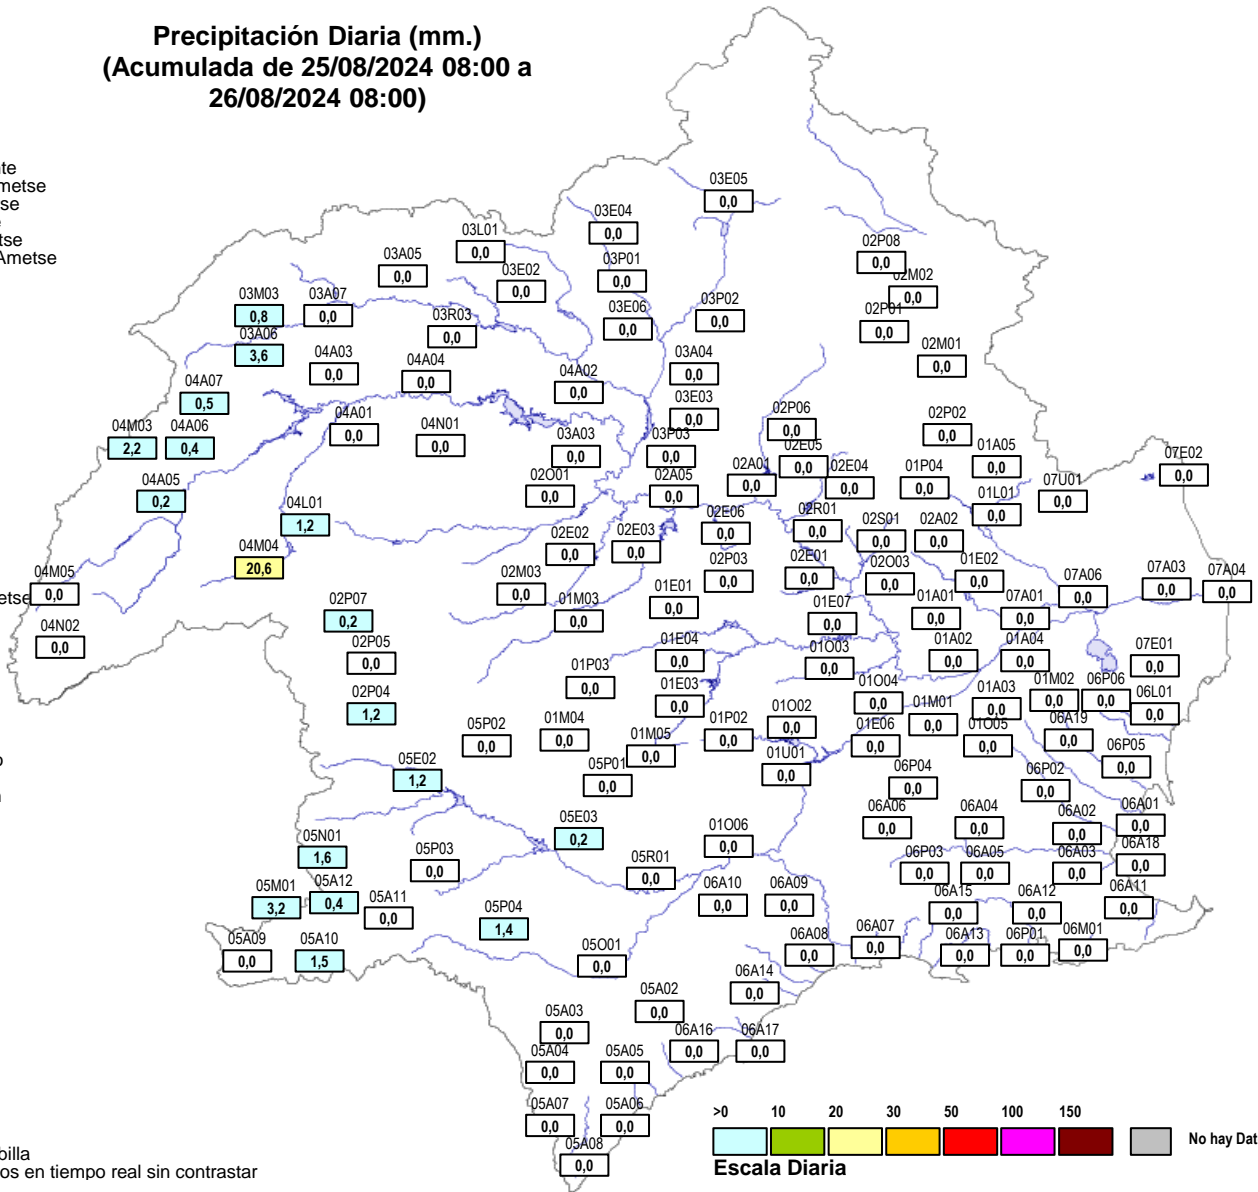 Precipitación Diaria (mm.)
(Acumulada de 25/08/2024 08:00 a
26/08/2024 08:00)
03E05
0,0
03E04
0,0
03L01
0,0
03A05
0,0
03E02
0,0
03P01
0,0
02P08
0,0
02M02
0,0
03M03
0,8
03A07
0,0
03R03
0,0
03E06
0,0
03P02
0,0
02P01
0,0
03A06
3,6
04A03
0,0
04A04
0,0
04A02
0,0
03A04
0,0
02M01
0,0
04A07
0,5
03E03
0,0
04M03
2,2
04A06
0,4
04A01
0,0
04N01
0,0
03A03
0,0
03P03
0,0
02P06
0,0
02P02
0,0
02E05
0,0
01A05
0,0
07E02
0,0
04A05
0,2
02O01
0,0
02A05
0,0
02A01
0,0
02E04
0,0
01P04
0,0
01L01
0,0
07U01
0,0
04L01
1,2
02E06
0,0
02R01
0,0
02S01
0,0
02A02
0,0
04M04
20,6
02E02
0,0
02E03
0,0
02P03
0,0
02E01
0,0
02O03
0,0
01E02
0,0
04M05
0,0
etse
02M03
0,0
01M03
0,0
01E01
0,0
01E07
0,0
01A01
0,0
07A01
0,0
07A06
0,0
07A03
0,0
07A04
0,0
04N02
0,0
02P07
0,2
02P05
0,0
01E04
0,0
01O03
0,0
01A02
0,0
01A04
0,0
07E01
0,0
02P04
1,2
01P03
0,0
01E03
0,0
01O04
0,0
01M02
0,0
06P06
0,0
06L01
0,0
05P02
0,0
01M04
0,0
01M05
0,0
01P02
0,0
01O02
0,0
01E06
0,0
01M01
0,0
01A03
0,0
01O05
0,0
06A19
0,0
05E02
1,2
05P01
0,0
01U01
0,0
06P04
0,0
06P02
0,0
06P05
0,0
05E03
0,2
01O06
0,0
06A06
0,0
06A04
0,0
06A02
0,0
06A01
0,0
05N01
1,6
05P03
0,0
05R01
0,0
06P03
0,0
06A05
0,0
06A03
0,0
06A18
0,0
05M01
3,2
05A12
0,4
05A11
0,0
05P04
1,4
06A10
0,0
06A09
0,0
06A15
0,0
06A12
0,0
06A11
0,0
05A09
0,0
05A10
1,5
05O01
0,0
06A08
0,0
06A07
0,0
06A13
0,0
06P01
0,0
06M01
0,0
06A14
0,0
05A03
0,0
05A02
0,0
06A16
0,0
06A17
0,0
05A04
0,0
05A05
0,0
05A07
0,0
05A06
0,0
05A08
0,0
>0 10 20 30 50 100 150
No hay Dat
Escala Diaria
billa
os en tiempo real sin contrastar